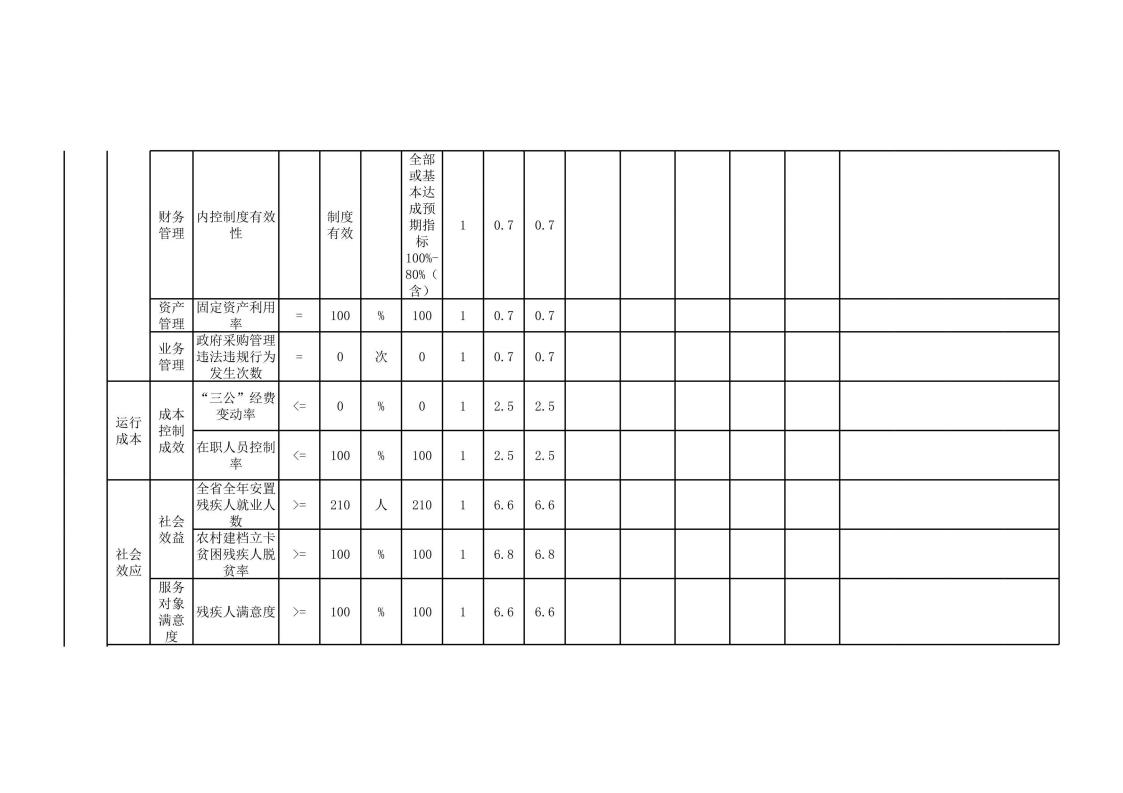 财务
管理
内控制度有效
性
制度
有效
全部
或基
本达
成预
期指
标
100%-
80%（
含）
1
0.7
0.7
资产
管理
固定资产利用
率
=
100
%
100
1
0.7
0.7
业务
管理
政府采购管理
违法违规行为
发生次数
=
0
次
0
1
0.7
0.7
运行
成本
成本
控制
成效
“三公”经费
变动率
<=
0
%
0
1
2.5
2.5
在职人员控制
率
<=
100
%
100
1
2.5
2.5
社会
效应
社会
效益
全省全年安置
残疾人就业人
数
>=
210
人
210
1
6.6
6.6
农村建档立卡
贫困残疾人脱
贫率
>=
100
%
100
1
6.8
6.8
服务
对象
满意
度
残疾人满意度
>=
100
%
100
1
6.6
6.6